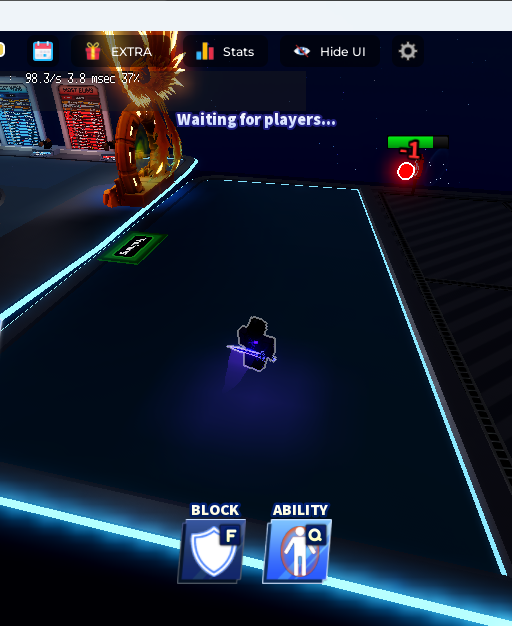 EXTRA
Stats
Hide UI
: 98.3/s 3.8 msec 37%
Waiting for players...
-1
BLOCK
ABILITY
F
Q